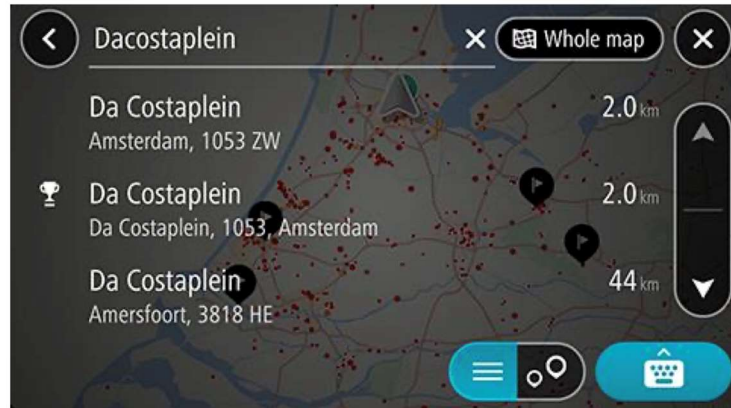 Dacostaplein
Whole map
Da Costaplein
2.0 km
Amsterdam, 1053 ZW
Da Costaplein
2.0 km
Da Costaplein, 1053, Amsterdam
Da Costaplein
44 km
Amersfoort, 3818 HE